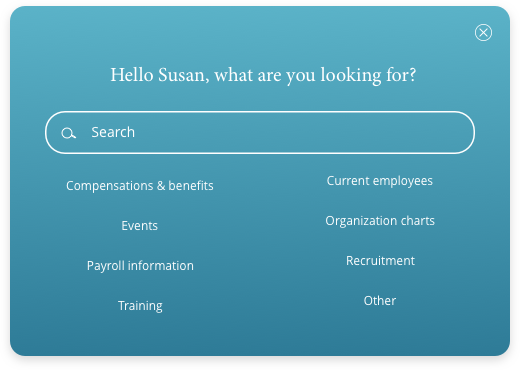 Hello Susan, what are you looking for?
Search
Compensations & benefits
Events
Payroll information
Training
Current employees
Organization charts
Recruitment
Other